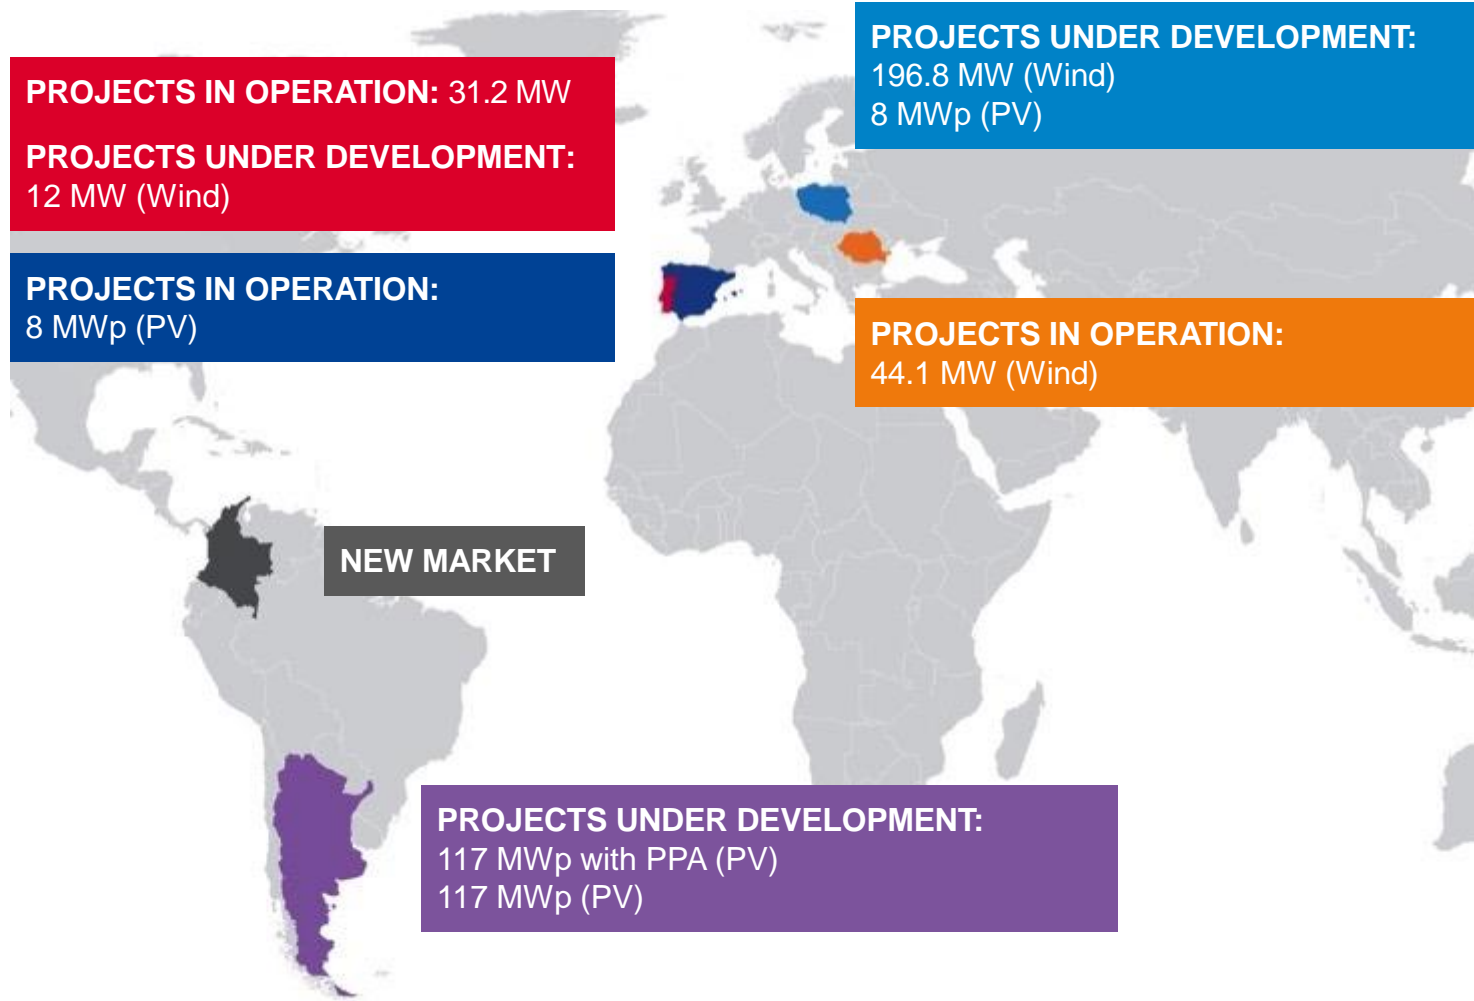 PROJECTS IN OPERATION: 31.2 MW
PROJECTS UNDER DEVELOPMENT:
12 MW (Wind)
PROJECTS IN OPERATION:
8 MWp (PV)
PROJECTS UNDER DEVELOPMENT:
196.8 MW (Wind)
8 MWp (PV)
PROJECTS IN OPERATION:
44.1 MW (Wind)
NEW MARKET
PROJECTS UNDER DEVELOPMENT:
117 MWp with PPA (PV)
117 MWp (PV)